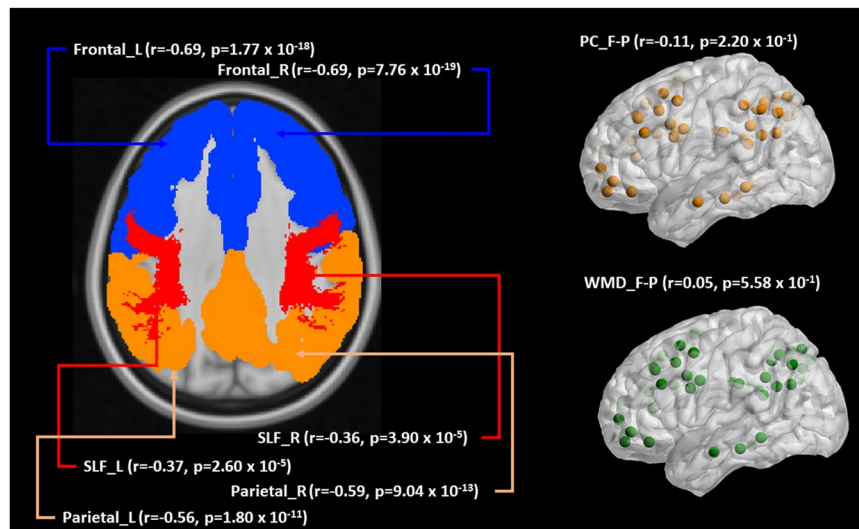 Frontal_L (r=-0.69, p=1.77 x 10⁻¹⁸)
Frontal_R (r=-0.69, p=7.76 x 10⁻¹⁹)
PC_F-P (r=-0.11, p=2.20 x 10⁻¹)
WMD_F-P (r=0.05, p=5.58 x 10⁻¹)
SLF_R (r=-0.36, p=3.90 x 10⁻⁵)
SLF_L (r=-0.37, p=2.60 x 10⁻⁵)
Parietal_R (r=-0.59, p=9.04 x 10⁻¹³)
Parietal_L (r=-0.56, p=1.80 x 10⁻¹¹)